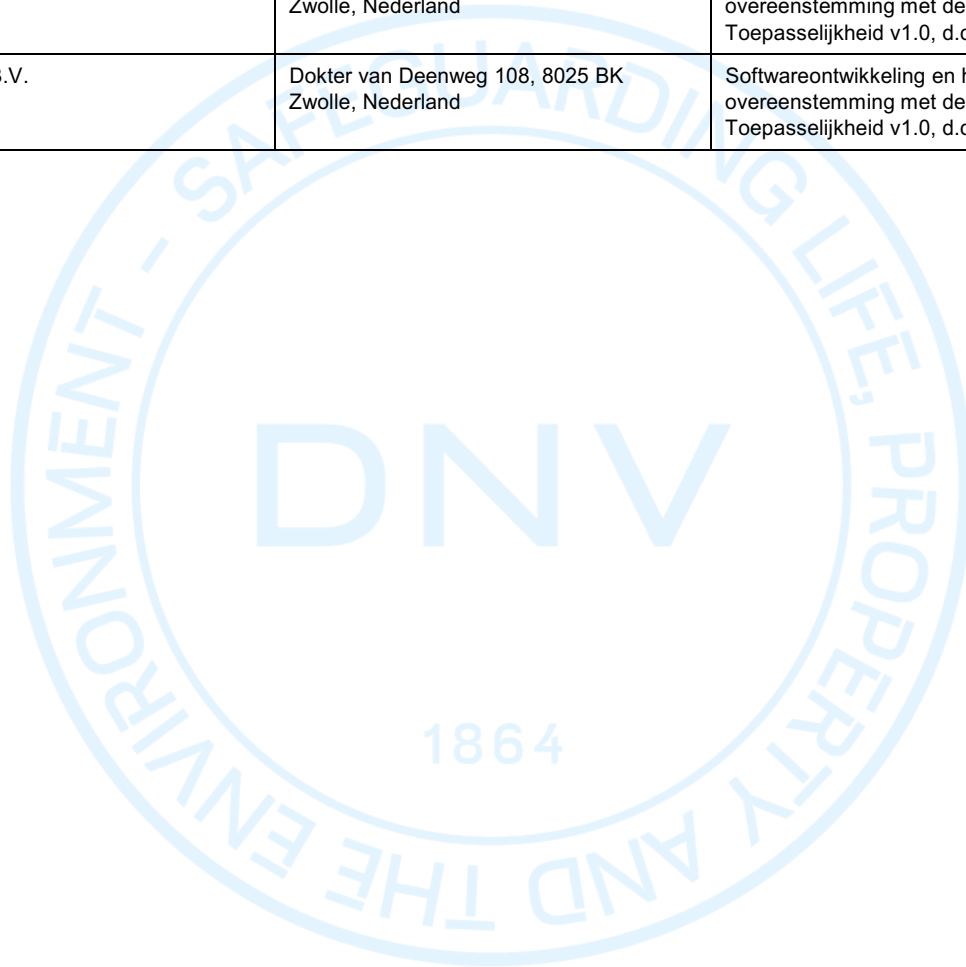 Zwolle, Nederland
overeenstemming met de
Toepasselijkheid v1.0, d.
B.V.
Dokter van Deenweg 108, 8025 BK
Zwolle, Nederland
Softwareontwikkeling en
overeenstemming met de
Toepasselijkheid v1.0, d.
SAFEGUARDING LIFE, PROPERTY AND THE ENVIRONMENT -
DNV
1864